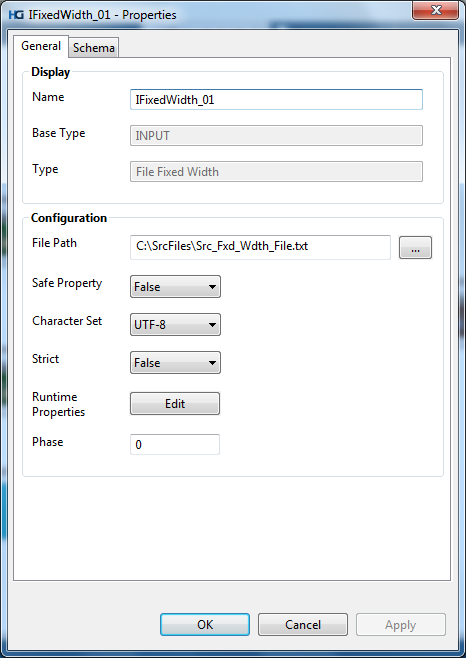 HG IFixedWidth_01 - Properties
General Schema
Display
Name IFixedWidth_01
Base Type INPUT
Type File Fixed Width
Configuration
File Path C:\SrcFiles\Src_Fxd_Wdth_File.txt ...
Safe Property False
Character Set UTF-8
Strict False
Runtime
Properties Edit
Phase 0
OK Cancel Apply